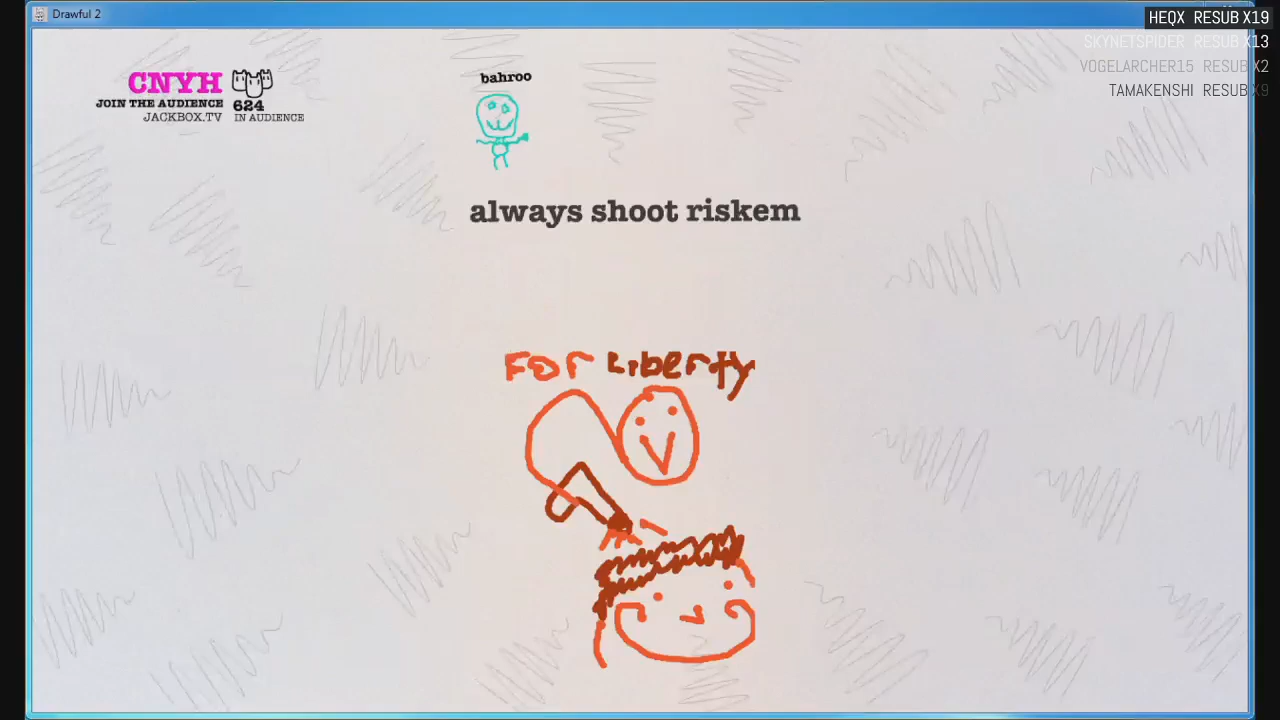 Drawful 2
HEQX RESUB X19
SKYNETSPIDER RESUB X13
VOGELARCHER15 RESUB X2
TAMAKENSHI RESUB X9
CNYH
JOIN THE AUDIENCE
JACKBOX.TV
624
IN AUDIENCE
bahroo
always shoot riskem
FOr Liberty